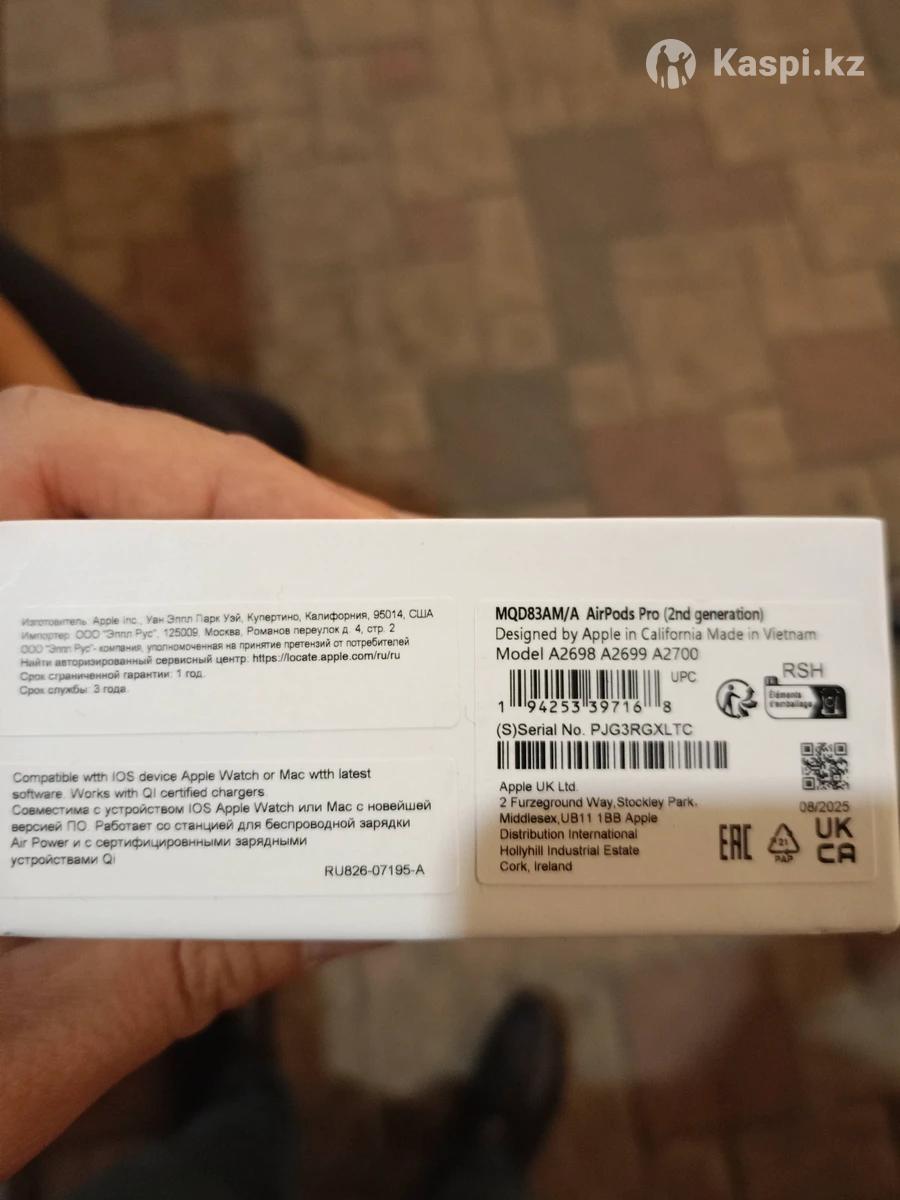 Kaspi.kz
Изготовитель Apple Inc., Уан Эппл Парк Уэй, Купертино, Калифорния, 95014, США
Импортер ООО "Эппл Рус", 125009, Москва, Романов переулок д. 4, стр. 2
ООО "Эппл Рус"- компания, уполномоченная на принятие претензий от потребителей
Найти авторизированный сервисный центр: https://locate.apple.com/ru/ru
Срок сграниченной гарантии: 1 год.
Срок службы: 3 года.
Compatible wtth IOS device Apple Watch or Mac wtth latest
software. Works with QI certified chargers
Совместима с устройством IOS Apple Watch или Mac с новейшей
версией ПО. Работает со станцией для беспроводной зарядки
Air Power и с сертифицированными зарядными
устройствами Qi
RU826-07195-A
MQD83AM/A AirPods Pro (2nd generation)
Designed by Apple in California Made in Vietnam
Model A2698 A2699 A2700
UPC
RSH
1 94253 39716 8
Éléments
d'emballage
(S)Serial No. PJG3RGXLTC
Apple UK Ltd.
2 Furzeground Way,Stockley Park,
Middlesex,UB11 1BB Apple
Distribution International
Hollyhill Industrial Estate
Cork, Ireland
08/2025
EAC
21
PAP
UK
CA